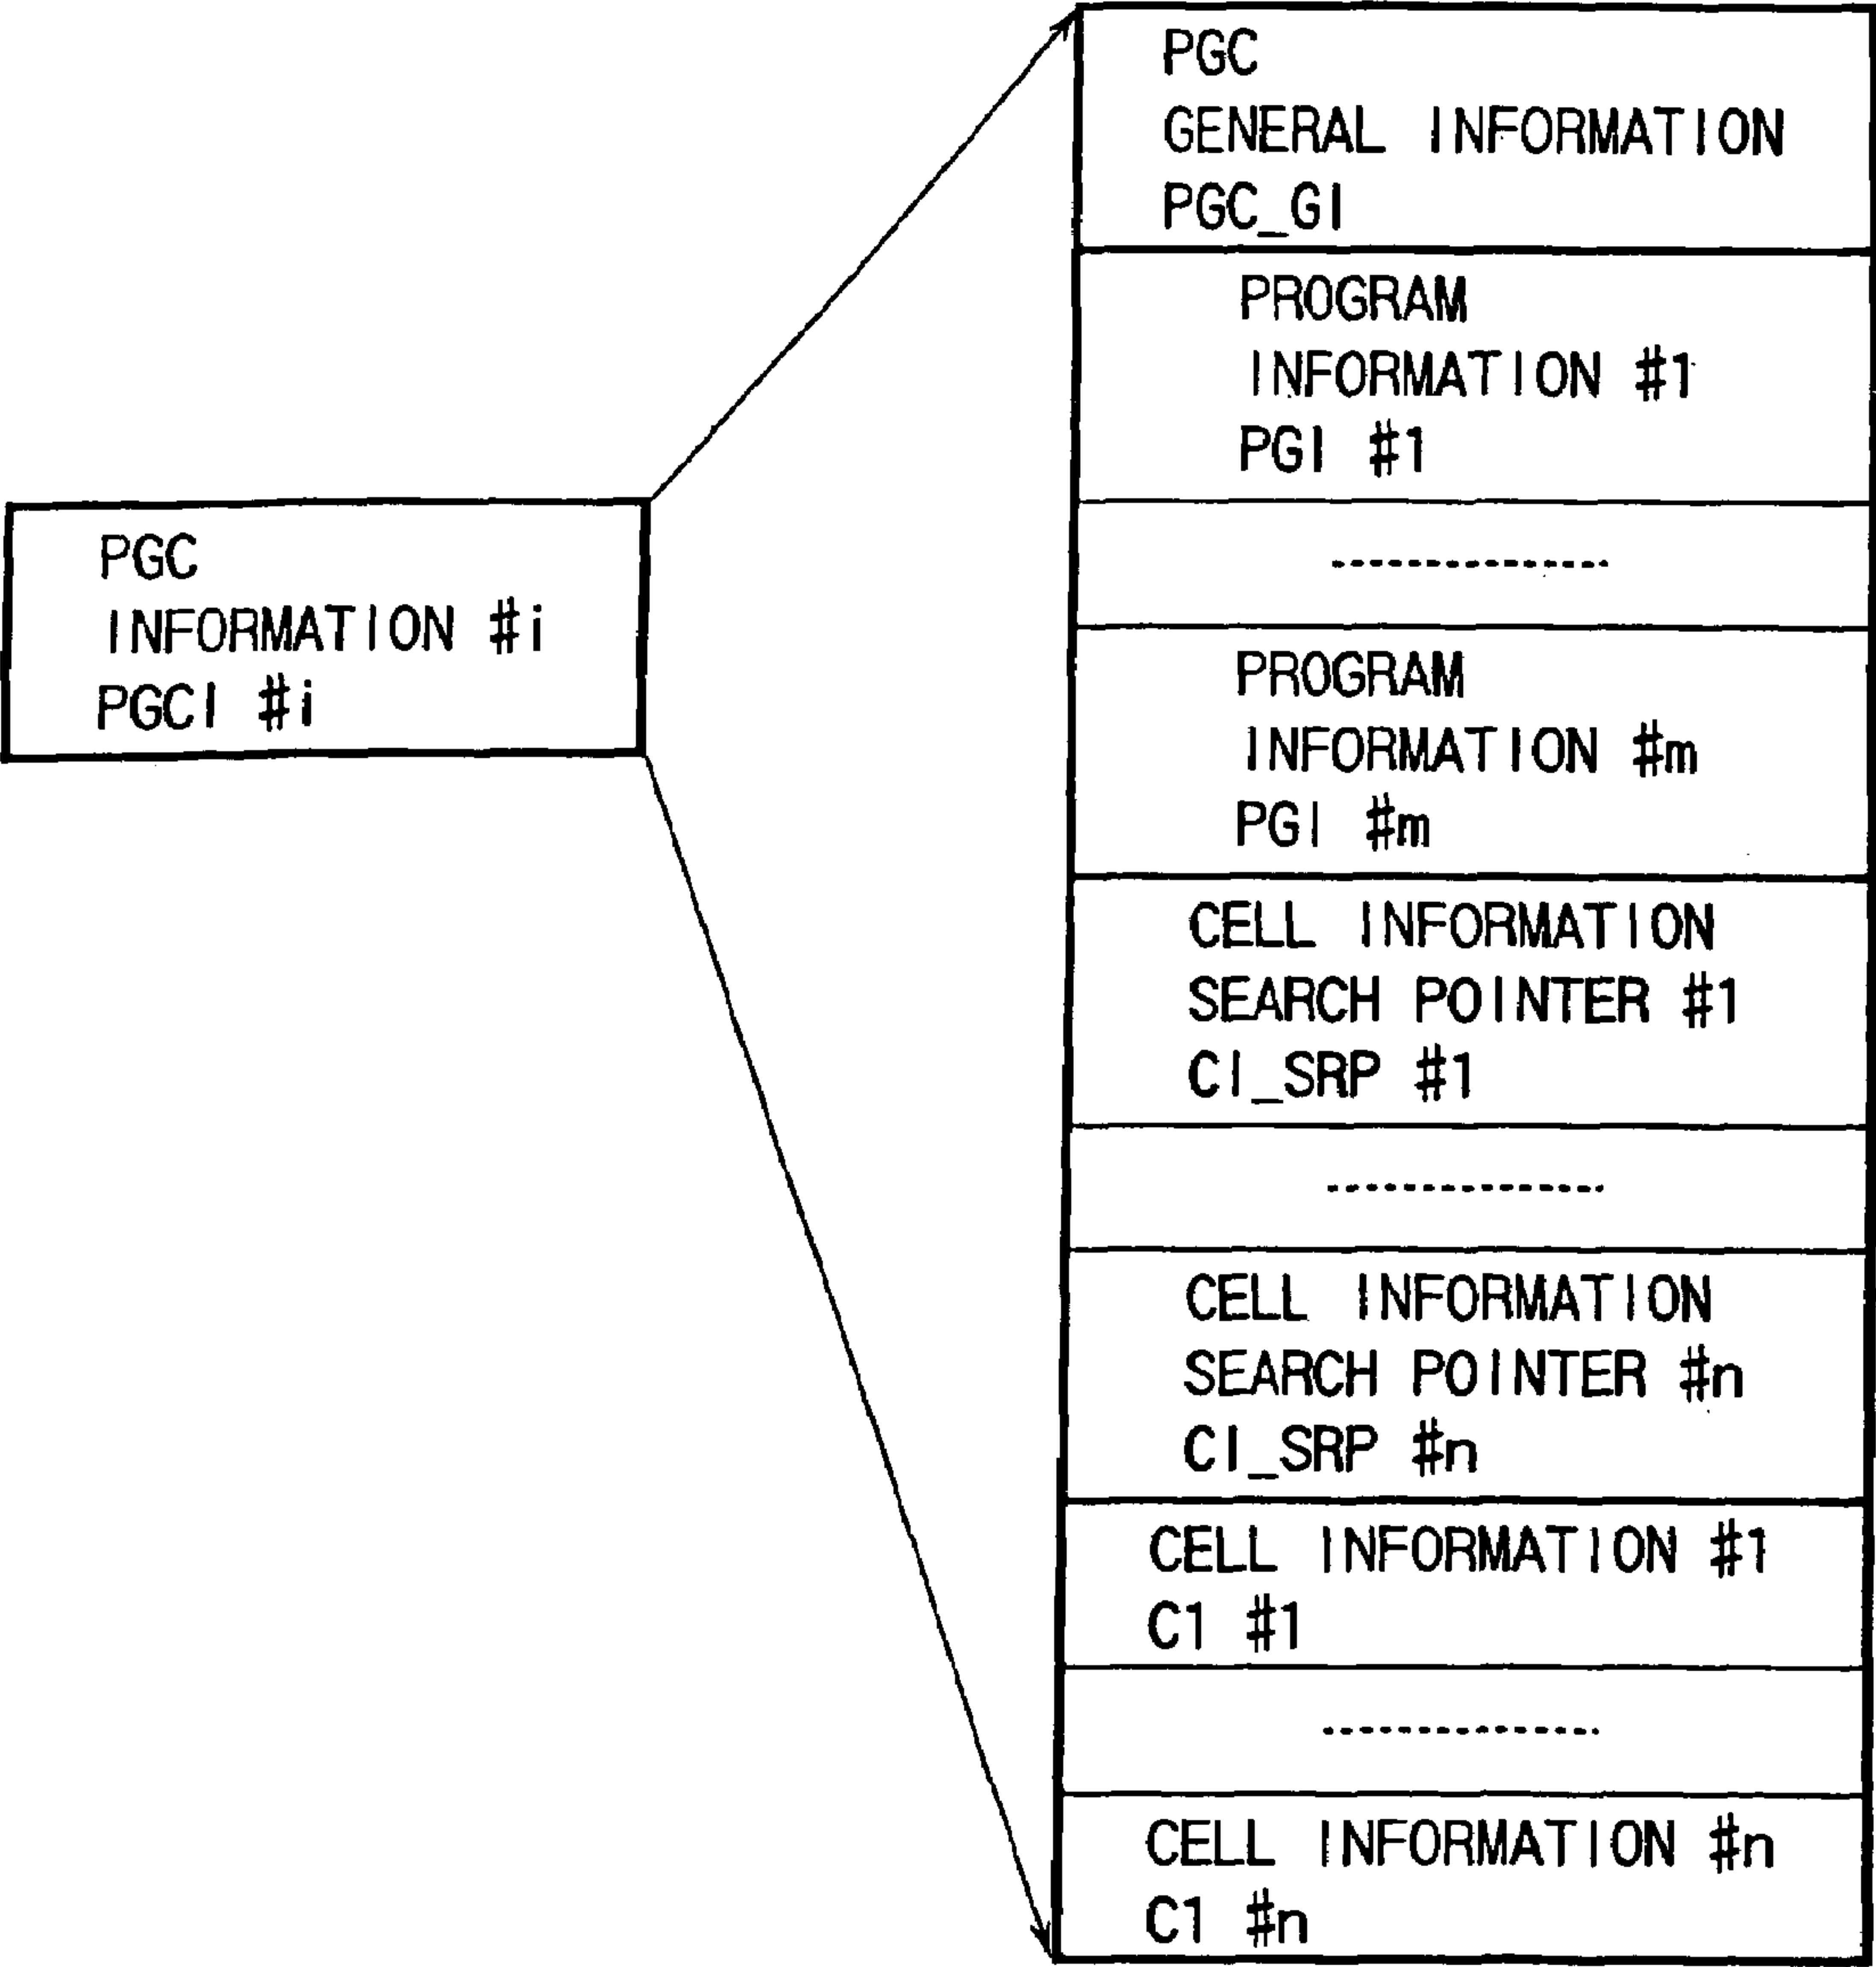 PGC
GENERAL INFORMATION
PGC_GI
PROGRAM
INFORMATION #1
PGI #1
PGC
INFORMATION #i
PGCI #i
PROGRAM
INFORMATION #m
PGI #m
CELL INFORMATION
SEARCH POINTER #1
CI_SRP #1
CELL INFORMATION
SEARCH POINTER #n
CI_SRP #n
CELL INFORMATION #1
C1 #1
CELL INFORMATION #n
C1 #n